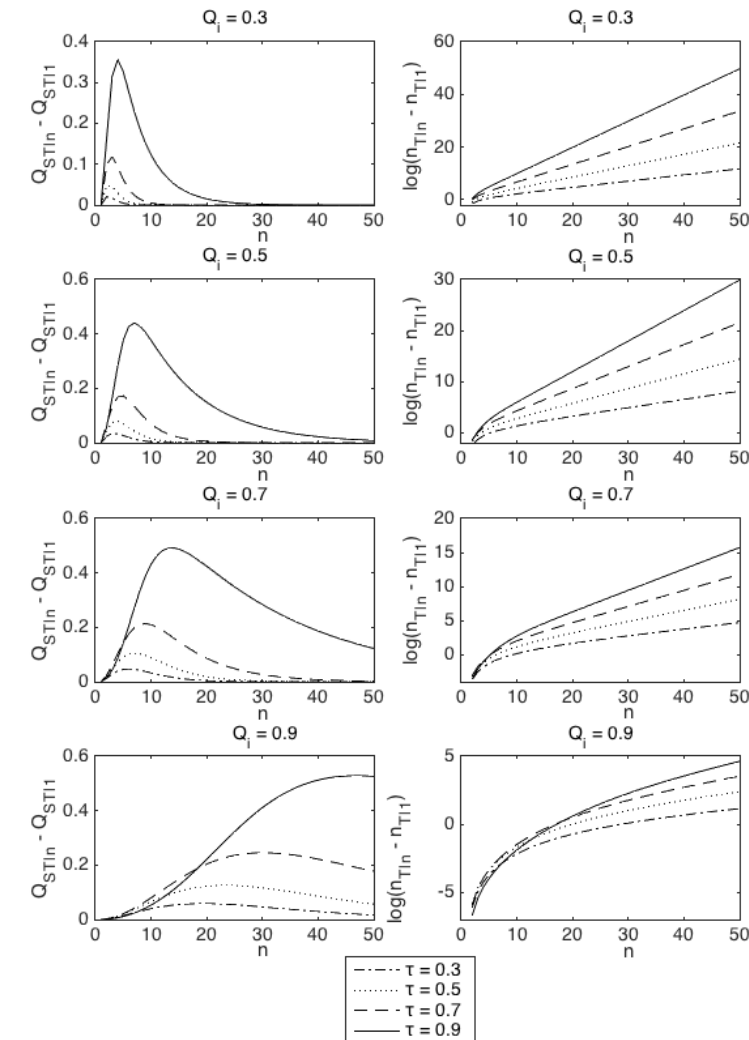 Q_i = 0.3
Q_STIn - Q_STI1
0.4
0.3
0.2
0.1
0
0 10 20 30 40 50
n
Q_i = 0.3
log(n_TIn - n_TI1)
60
40
20
0
0 10 20 30 40 50
n
Q_i = 0.5
Q_STIn - Q_STI1
0.6
0.4
0.2
0
0 10 20 30 40 50
n
Q_i = 0.5
log(n_TIn - n_TI1)
30
20
10
0
0 10 20 30 40 50
n
Q_i = 0.7
Q_STIn - Q_STI1
0.6
0.4
0.2
0
0 10 20 30 40 50
n
Q_i = 0.7
log(n_TIn - n_TI1)
20
15
10
5
0
0 10 20 30 40 50
n
Q_i = 0.9
Q_STIn - Q_STI1
0.6
0.4
0.2
0
0 10 20 30 40 50
n
Q_i = 0.9
log(n_TIn - n_TI1)
5
0
-5
0 10 20 30 40 50
n
τ = 0.3
τ = 0.5
τ = 0.7
τ = 0.9